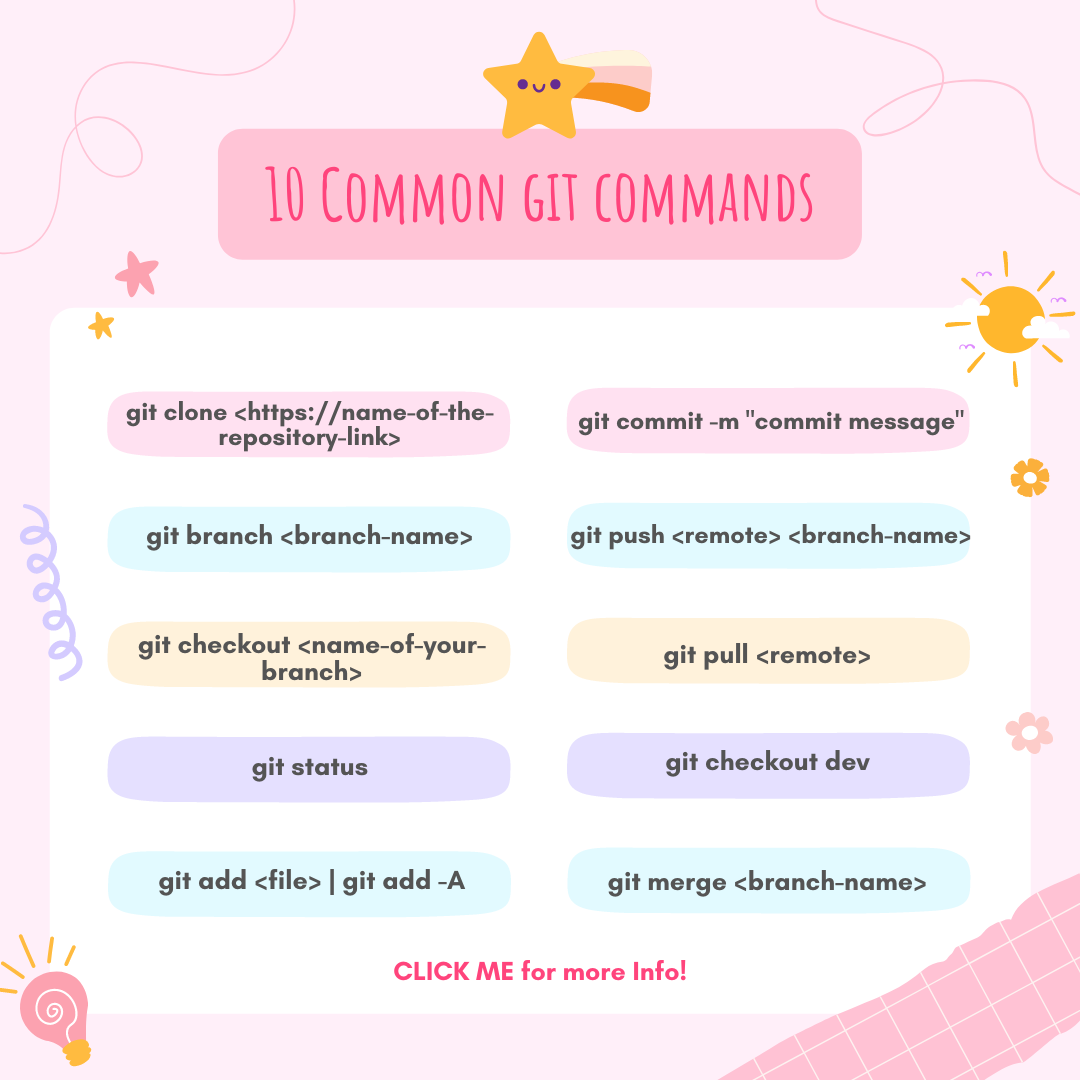 10 Common git commands
git clone <https://name-of-the-
repository-link>
git branch <branch-name>
git checkout <name-of-your-
branch>
git status
git add <file> | git add -A
git commit -m "commit message"
git push <remote> <branch-name>
git pull <remote>
git checkout dev
git merge <branch-name>
CLICK ME for more Info!